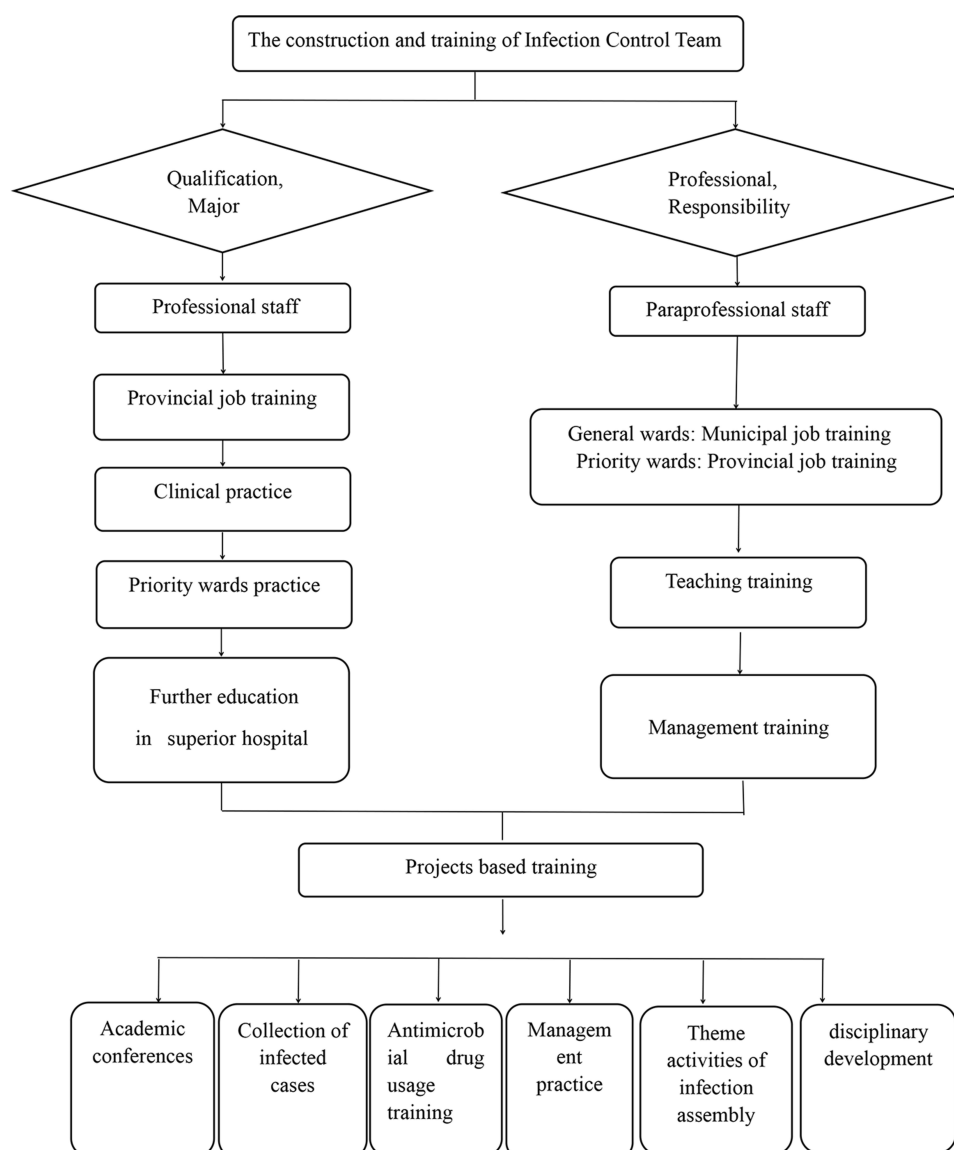 The construction and training of Infection Control Team
Qualification,
Major
Professional,
Responsibility
Professional staff
Paraprofessional staff
Provincial job training
General wards: Municipal job training
Priority wards: Provincial job training
Clinical practice
Priority wards practice
Teaching training
Further education
in superior hospital
Management training
Projects based training
Academic
conferences
Collection of
infected
cases
Antimicrob
ial drug
usage
training
Managem
ent
practice
Theme
activities of
infection
assembly
disciplinary
development